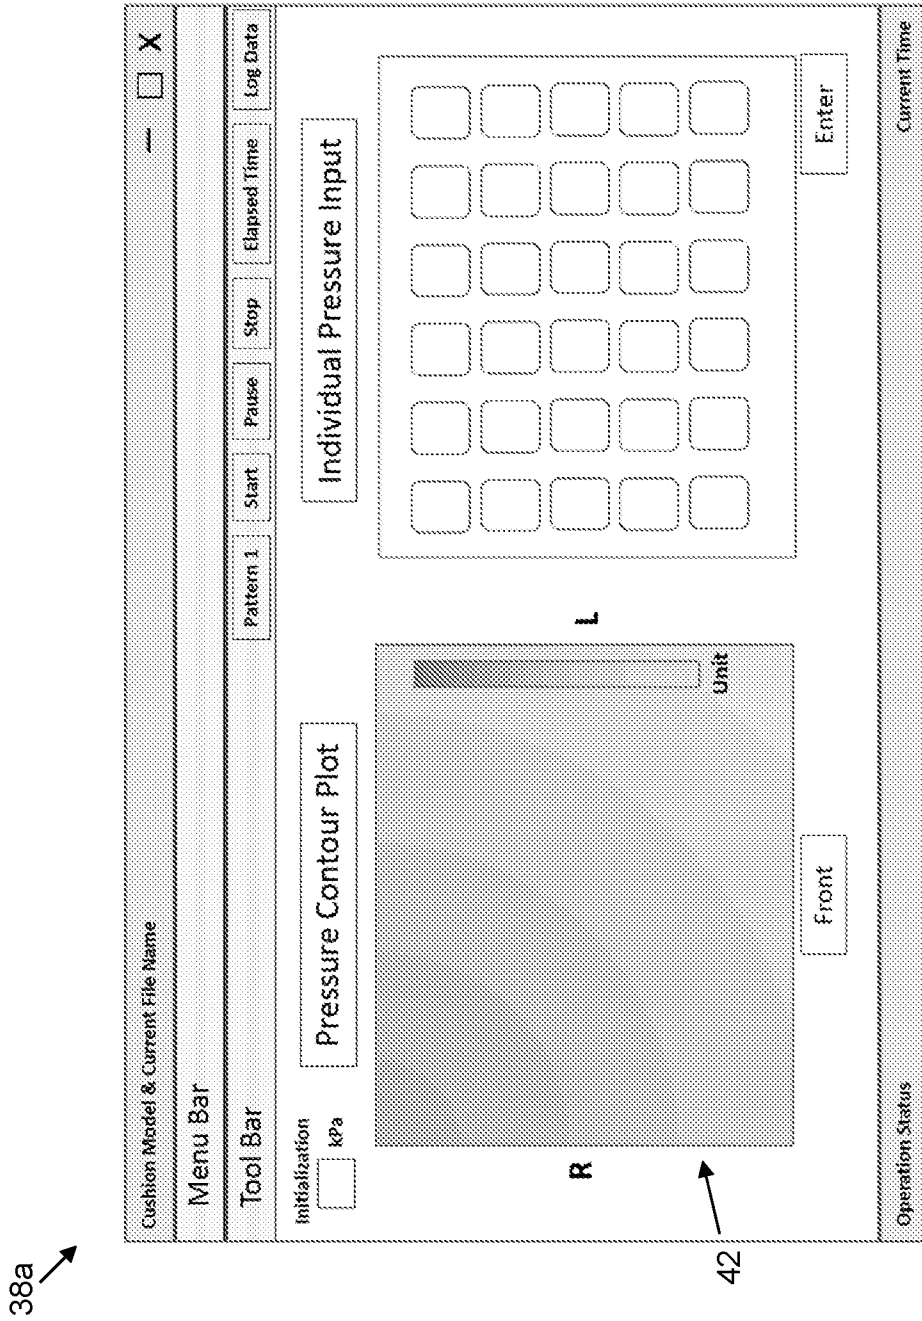 38a
Cushion Model & Current File Name
— □ X
Menu Bar
Tool Bar
Pattern 1
Start
Pause
Stop
Elapsed Time
Log Data
Initialization
kPa
Pressure Contour Plot
Individual Pressure Input
R
L
Unit
42
Front
Enter
Operation Status
Current Time